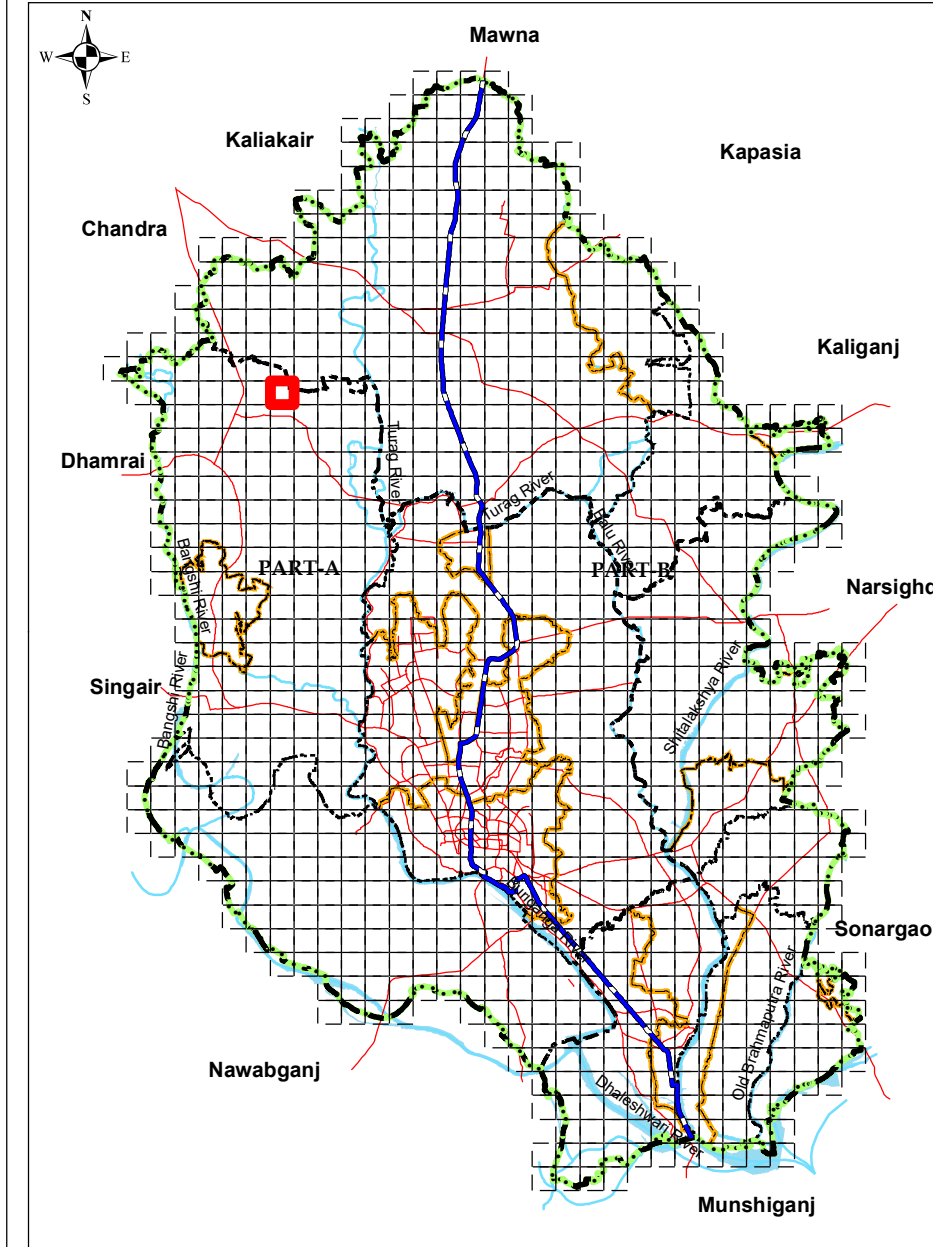 N
W
E
S
Mawna
Kaliakair
Kapasia
Chandra
Kaliganj
Dhamrai
Turag River
Turag River
Balu River
PART-A
PART-B
Bangshi River
Narsighd
Shitalakshya River
Singair
Bangshi River
Buriganga River
Sonargao
Old Brahmaputra River
Nawabganj
Dhaleshwari River
Munshiganj